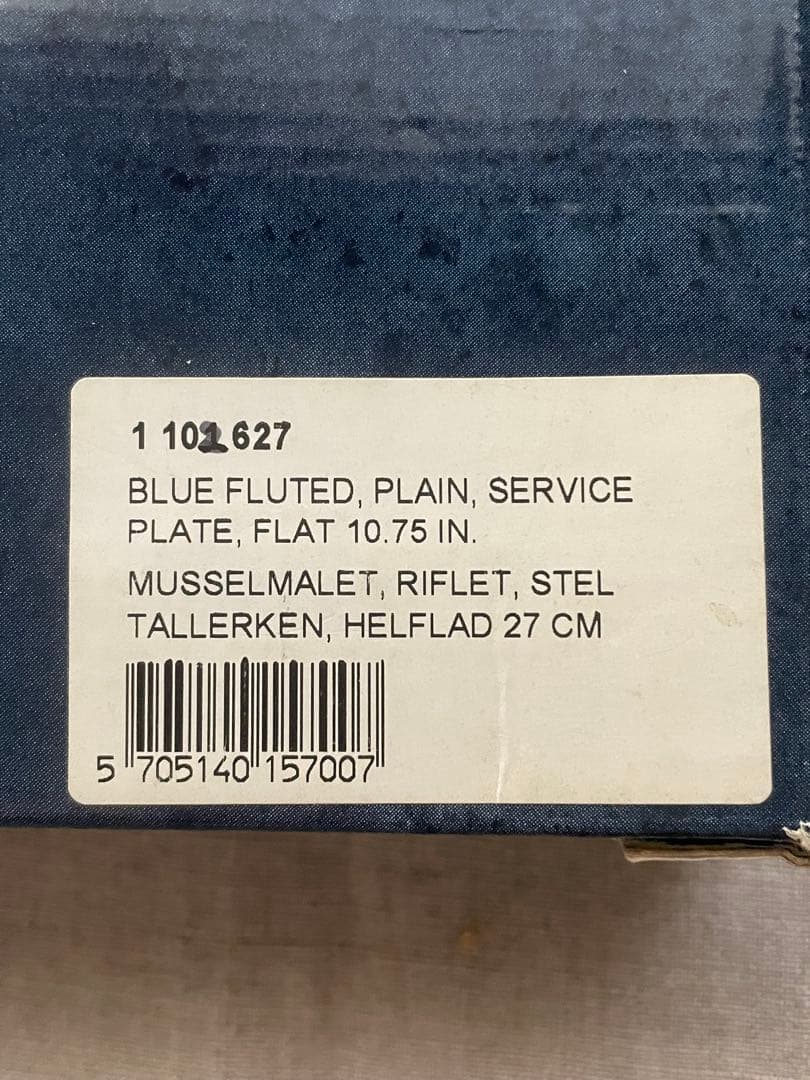 1 101 627
BLUE FLUTED, PLAIN, SERVICE
PLATE, FLAT 10.75 IN.
MUSSELMALET, RIFLET, STEL
TALLERKEN, HELFLAD 27 CM
5 705140 157007